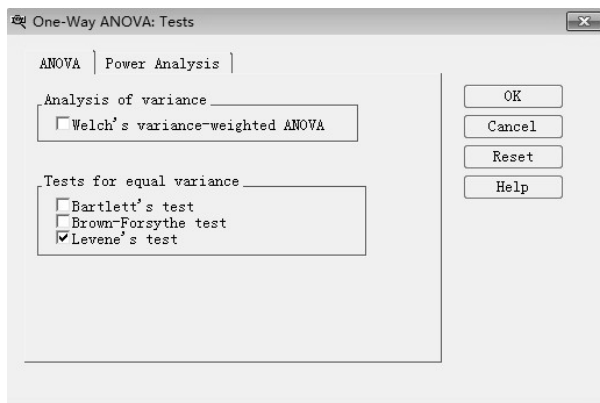 One-Way ANOVA: Tests
ANOVA Power Analysis
Analysis of variance
Welch's variance-weighted ANOVA
Tests for equal variance
Bartlett's test
Brown-Forsythe test
Levene's test
OK
Cancel
Reset
Help